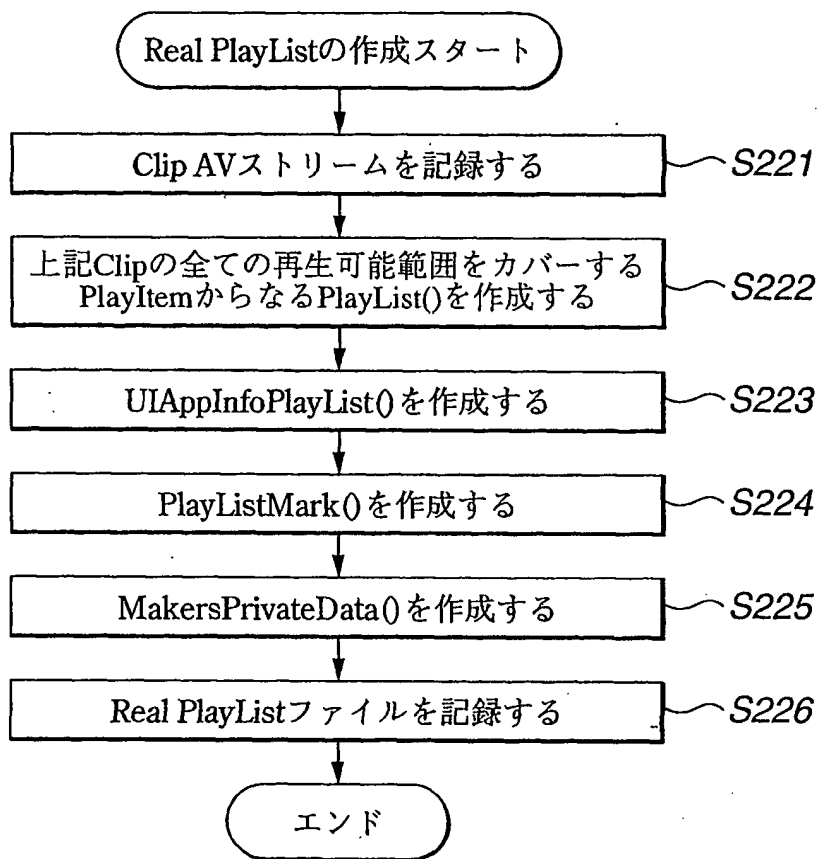 Real PlayListの作成スタート
Clip AVストリームを記録する
S221
上記Clipの全ての再生可能範囲をカバーする
PlayItemからなるPlayList()を作成する
S222
UIAppInfoPlayList()を作成する
S223
PlayListMark()を作成する
S224
MakersPrivateData()を作成する
S225
Real PlayListファイルを記録する
S226
エンド